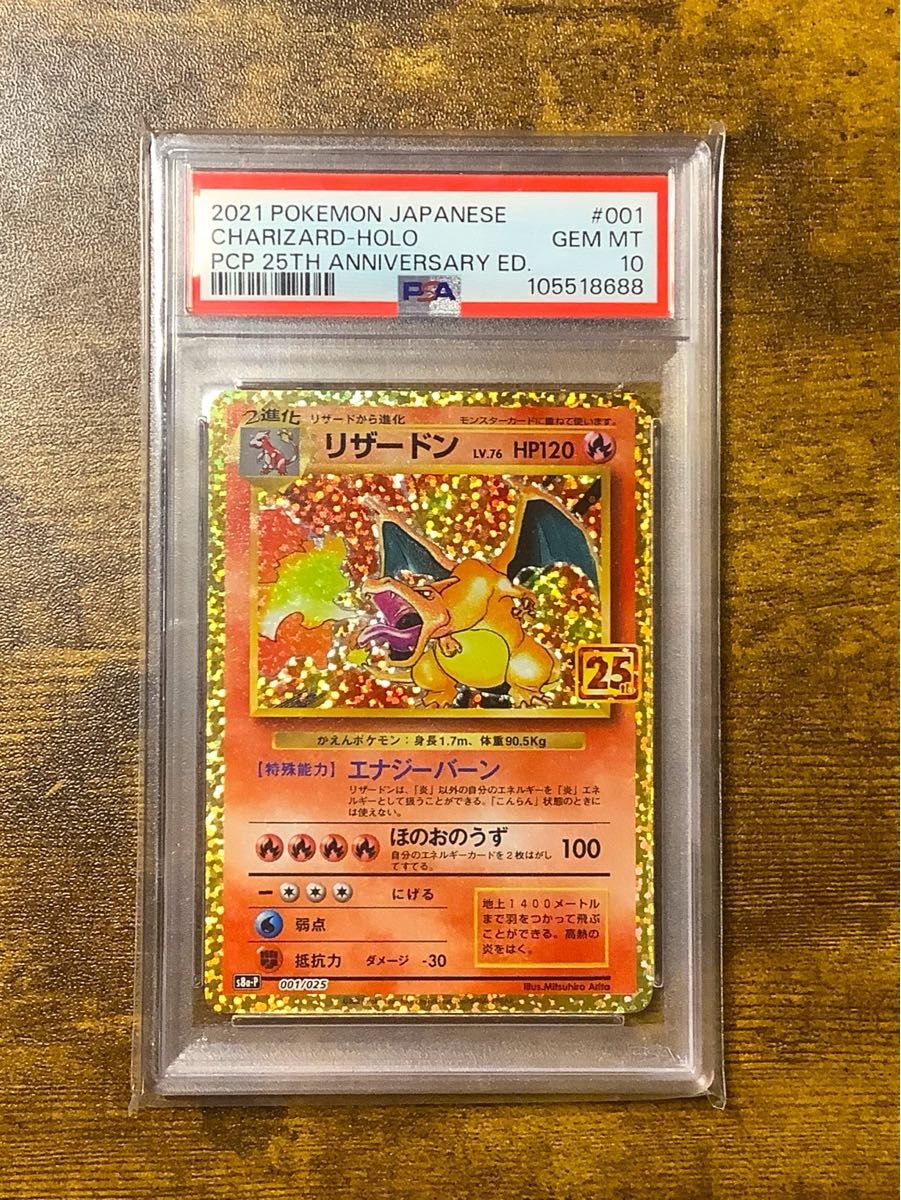 2021 POKEMON JAPANESE #001
CHARIZARD-HOLO GEM MT
PCP 25TH ANNIVERSARY ED. 10
PSA 105518688
2進化 リザードから進化 モンスターカードに重ねて使います。
リザードン LV.76 HP120
25th
かえんポケモン：身長1.7m、体重90.5Kg
【特殊能力】 エナジーバーン
リザードンは、「炎」以外の自分のエネルギーを「炎」エネ
ルギーとして扱うことができる。「こんらん」状態のときに
は使えない。
ほのおのうず 100
自分のエネルギーカードを2枚はがし
てすてる。
にげる
弱点
抵抗力 ダメージ -30
地上1400メートル
まで羽をつかって飛ぶ
ことができる。高熱の
炎をはく。
s8a-P 001/025 Illus.Mitsuhiro Arita